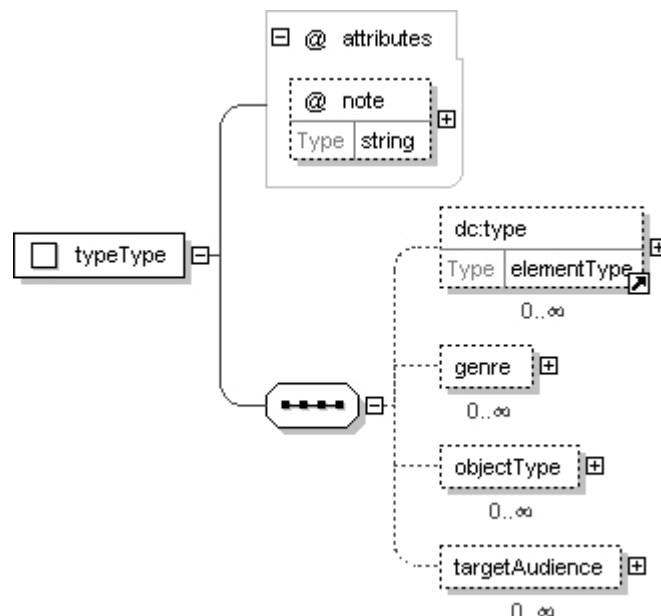 @ attributes
@ note
Type string
typeType
dc:type
Type elementType
0..∞
genre
0..∞
objectType
0..∞
targetAudience
0..∞